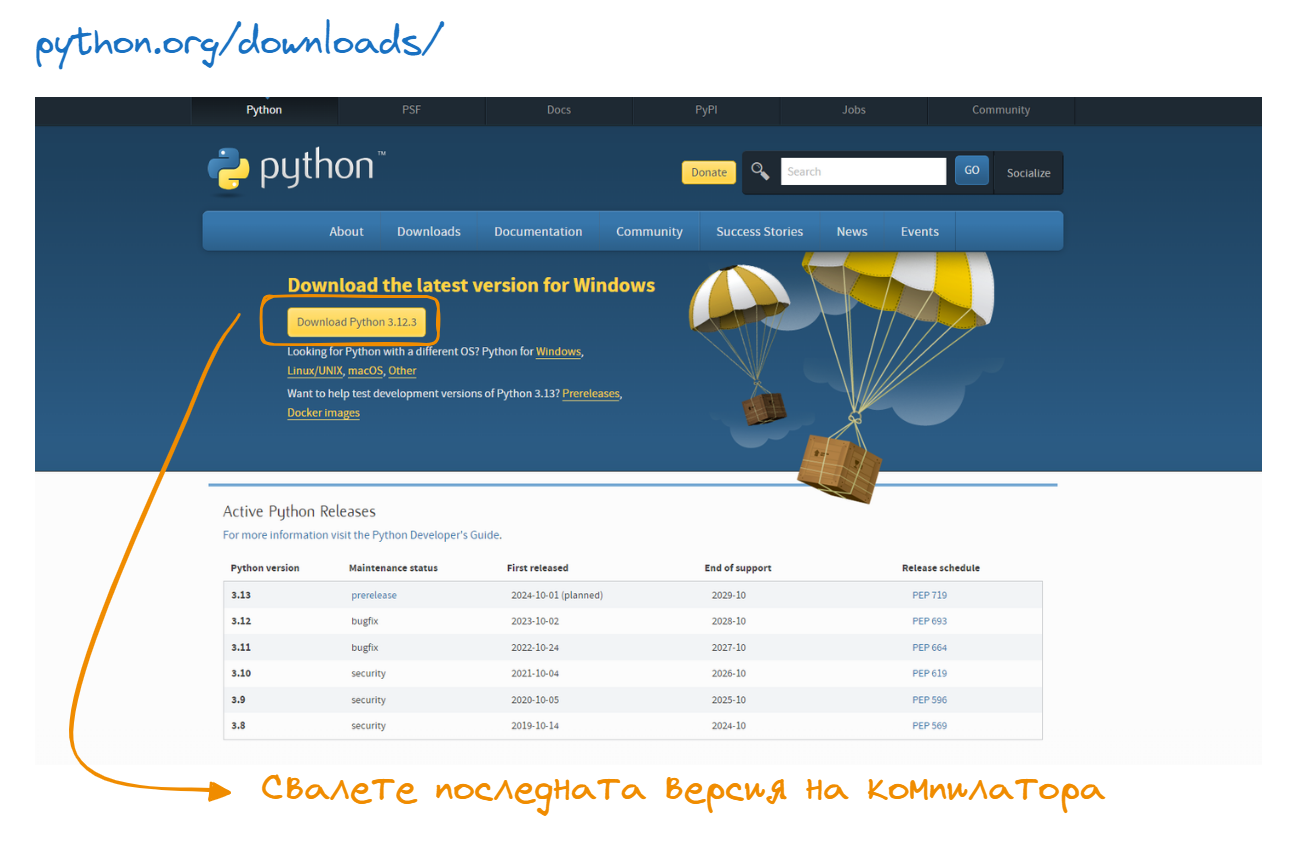 python.org/downloads/
Python PSF Docs PyPI Jobs Community
python™
Donate Search GO Socialize
About Downloads Documentation Community Success Stories News Events
Download the latest version for Windows
Download Python 3.12.3
Looking for Python with a different OS? Python for Windows,
Linux/UNIX, macOS, Other
Want to help test development versions of Python 3.13? Prereleases,
Docker images
Active Python Releases
For more information visit the Python Developer's Guide.
Python version Maintenance status First released End of support Release schedule
3.13 prerelease 2024-10-01 (planned) 2029-10 PEP 719
3.12 bugfix 2023-10-02 2028-10 PEP 693
3.11 bugfix 2022-10-24 2027-10 PEP 664
3.10 security 2021-10-04 2026-10 PEP 619
3.9 security 2020-10-05 2025-10 PEP 596
3.8 security 2019-10-14 2024-10 PEP 569
Свалете последната версия на компилатора